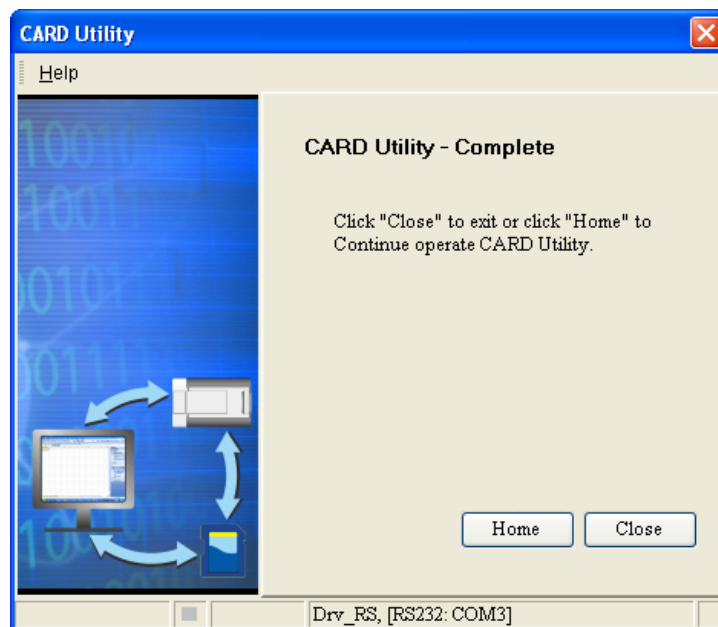 CARD Utility
Help
CARD Utility - Complete
Click "Close" to exit or click "Home" to
Continue operate CARD Utility.
Home
Close
Drv_RS, [RS232: COM3]